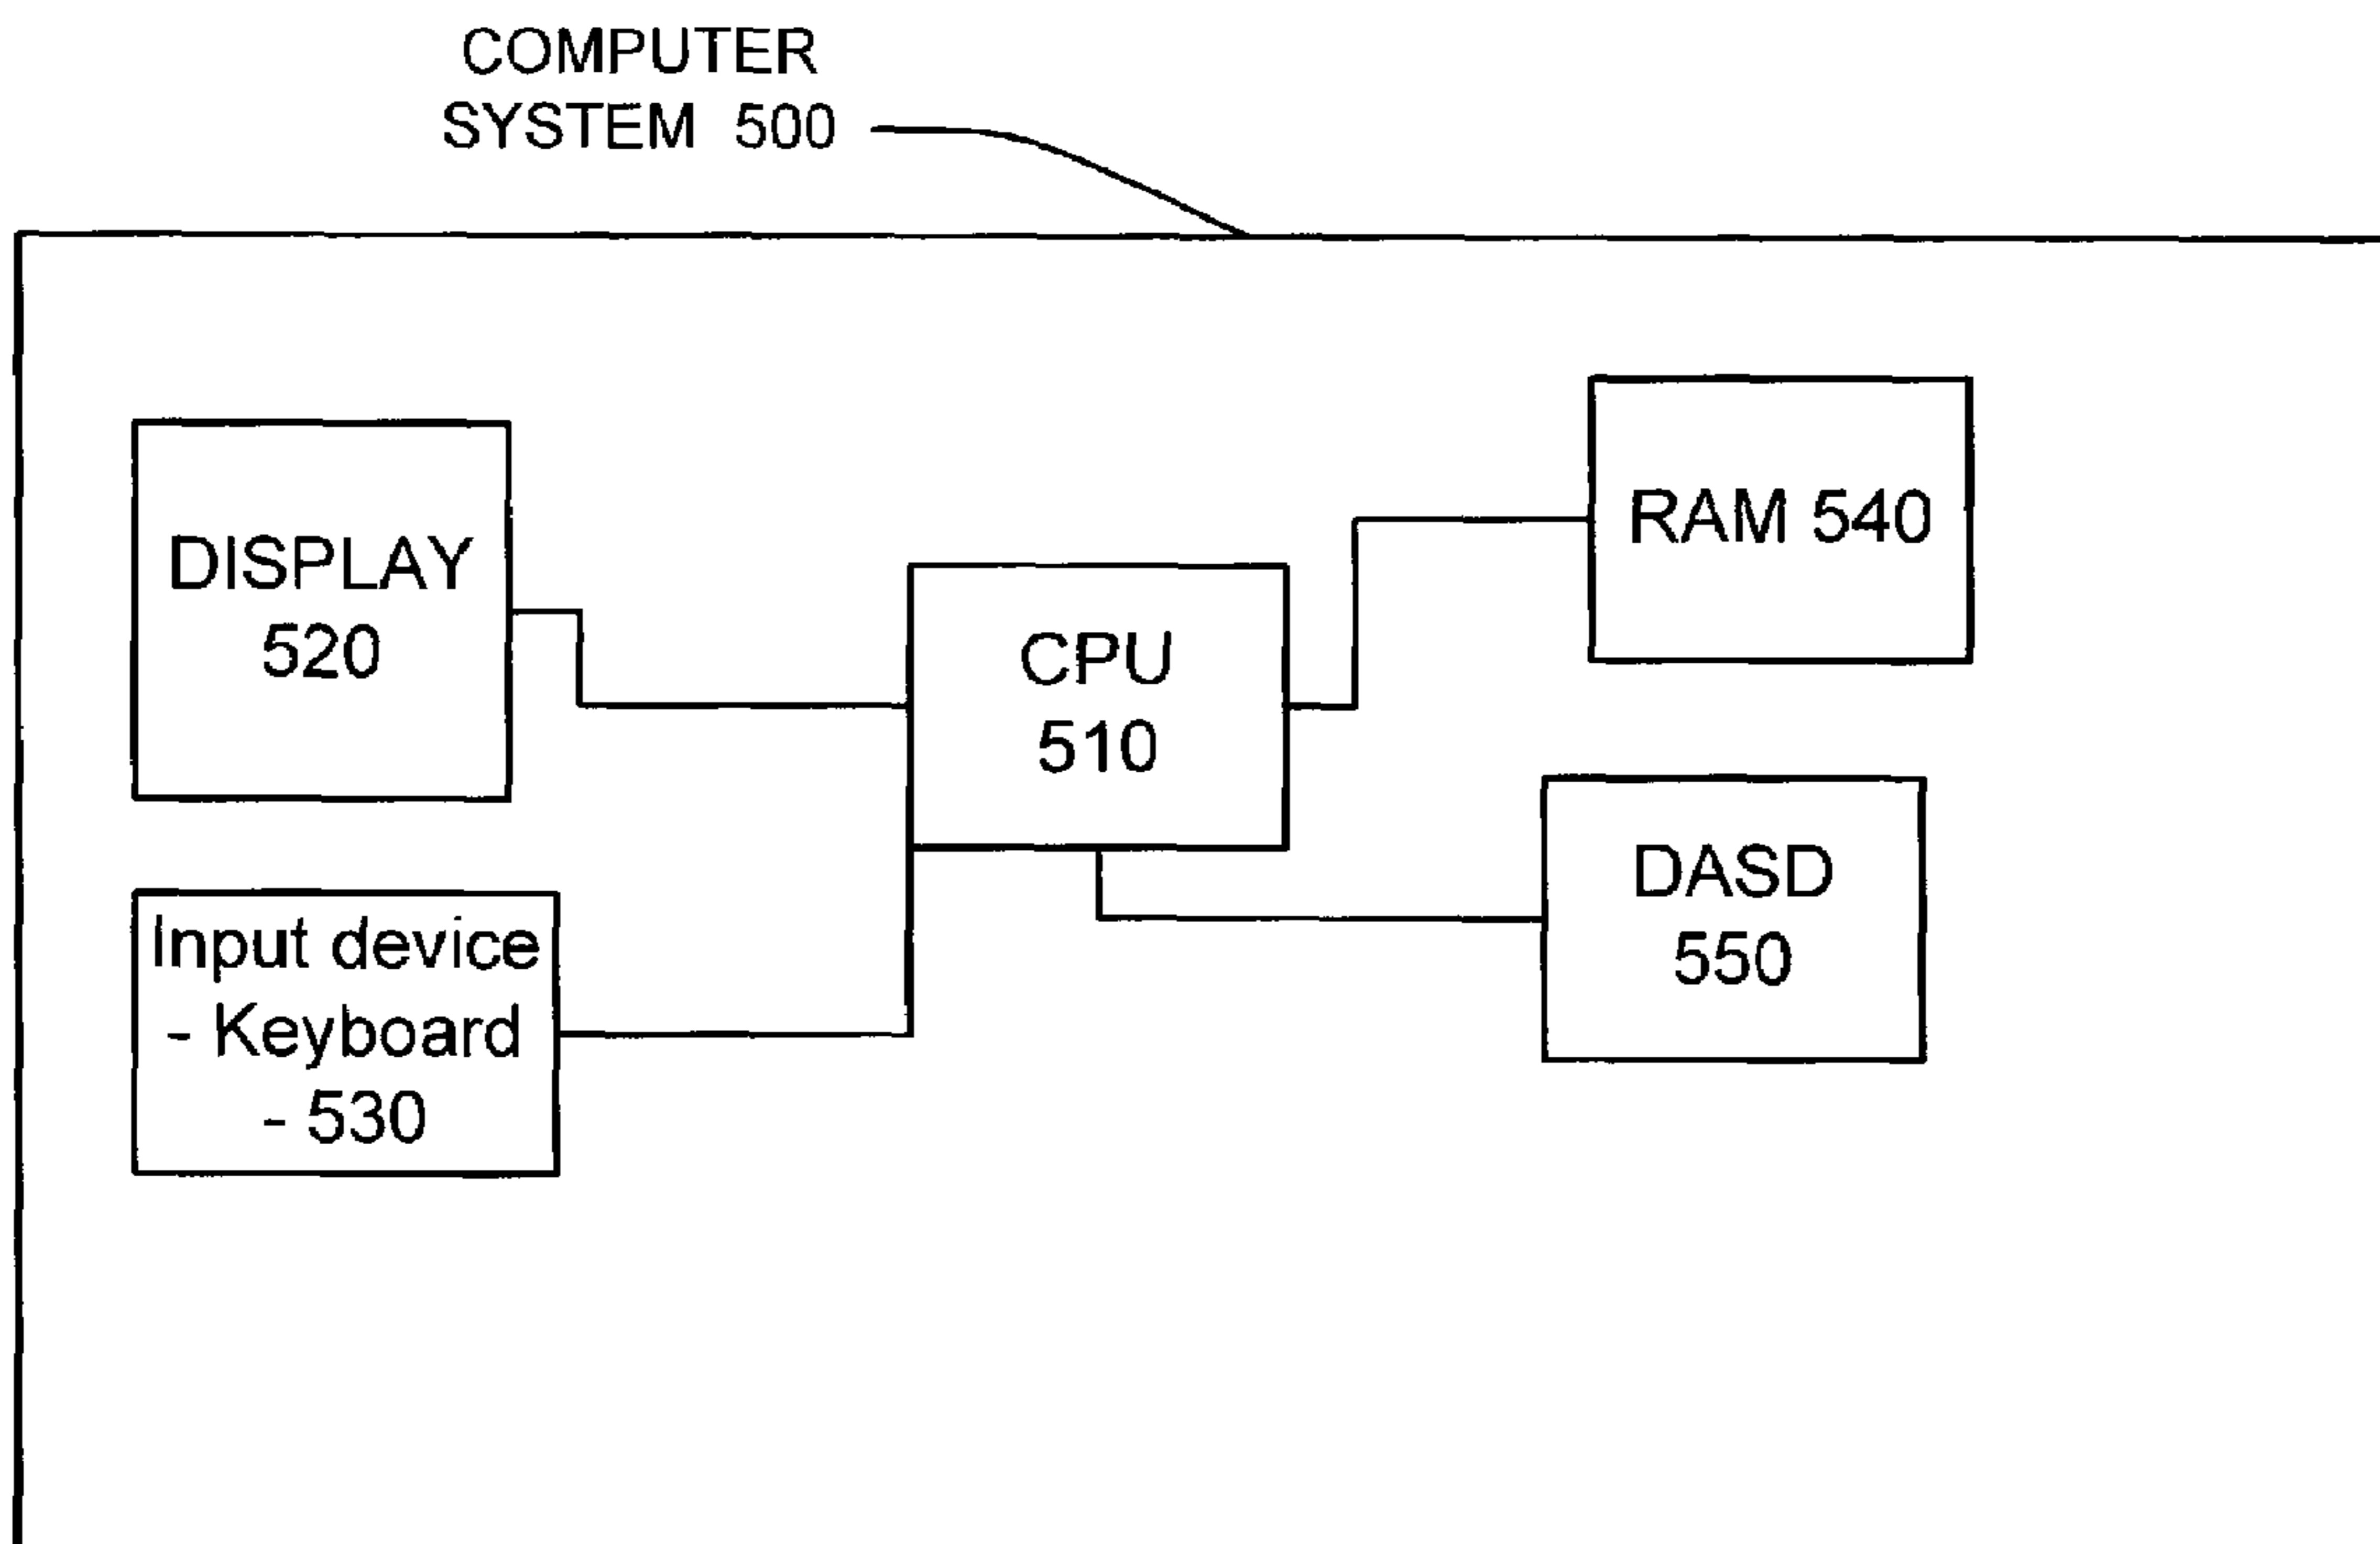 COMPUTER
SYSTEM 500
DISPLAY
520
CPU
510
RAM 540
DASD
550
Input device
- Keyboard
- 530